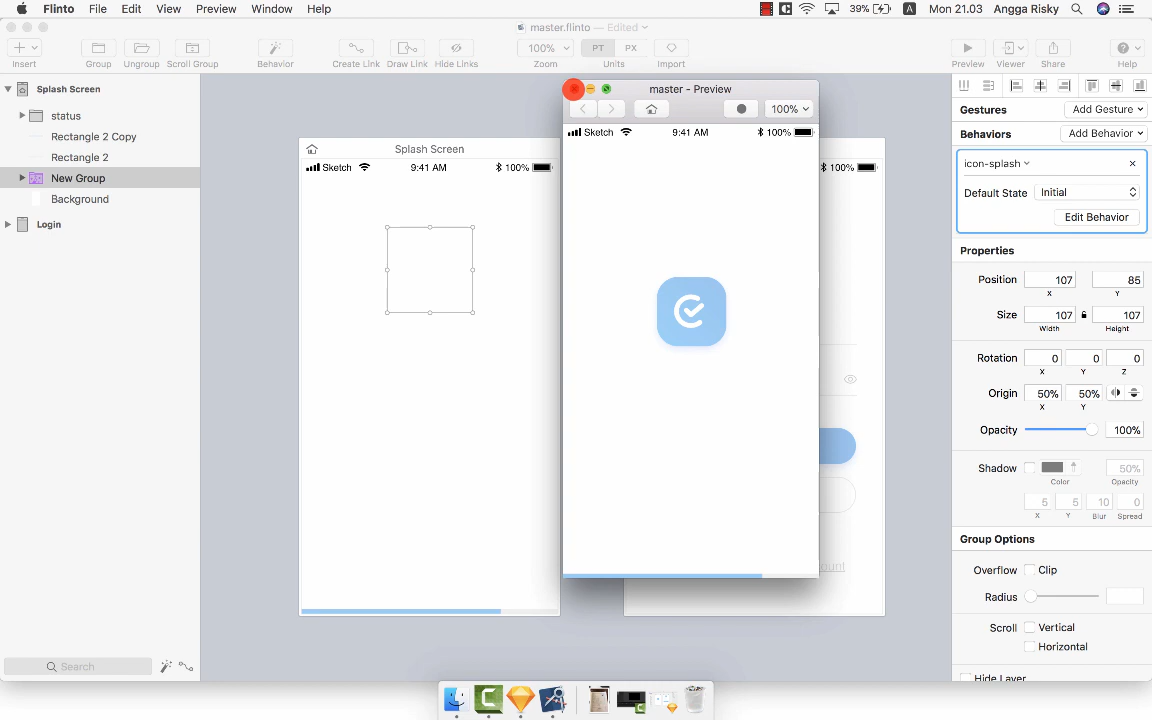 Flinto File Edit View Preview Window Help 39% A Mon 21.03 Angga Risky
master.flinto — Edited
100% PT PX
Insert Group Ungroup Scroll Group Behavior Create Link Draw Link Hide Links Zoom Units Import Preview Viewer Share Help
Splash Screen
status
Rectangle 2 Copy
Rectangle 2
New Group
Background
Login
Search
Splash Screen
Sketch 9:41 AM 100%
master - Preview
100%
Sketch 9:41 AM 100%
100%
ount
Gestures Add Gesture
Behaviors Add Behavior
icon-splash
Default State Initial
Edit Behavior
Properties
Position 107 85
X Y
Size 107 107
Width Height
Rotation 0 0 0
X Y Z
Origin 50% 50%
X Y
Opacity 100%
Shadow 50%
Color Opacity
5 5 10 0
X Y Blur Spread
Group Options
Overflow Clip
Radius
Scroll Vertical
Horizontal
Hide Layer